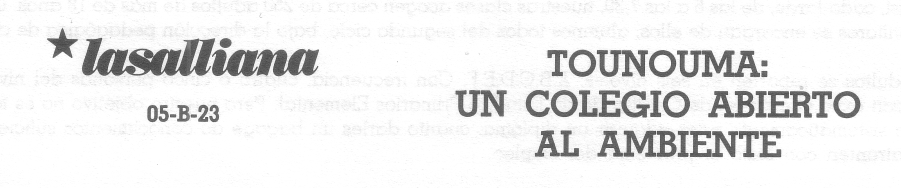 lasalliana
05-B-23
TOUNOUMA:
UN COLEGIO ABIERTO
AL AMBIENTE